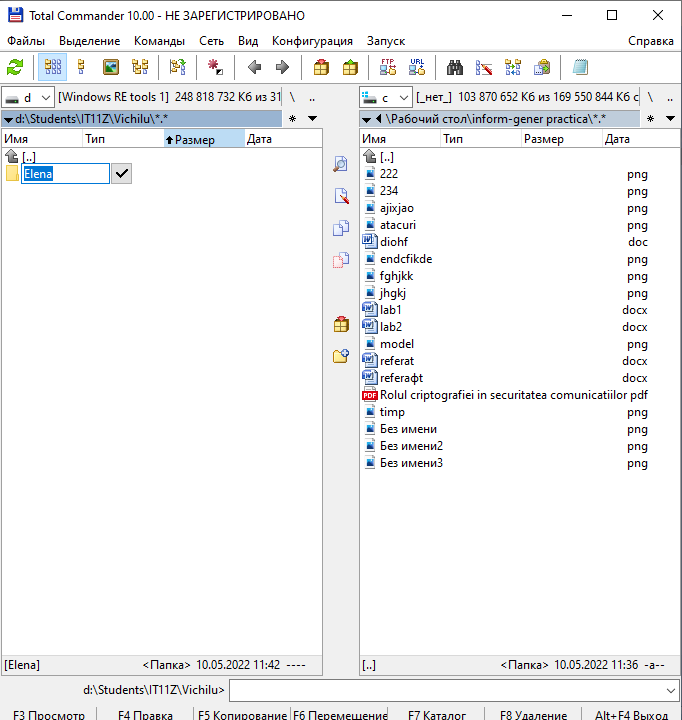 Total Commander 10.00 - НЕ ЗАРЕГИСТРИРОВАНО
Файлы Выделение Команды Сеть Вид Конфигурация Запуск Справка
FTP URL
d [Windows RE tools 1] 248 818 732 Кб из 31 \ .. c [_нет_] 103 870 652 Кб из 169 550 844 Кб с \ ..
d:\Students\IT11Z\Vichilu\*.* * \Рабочий стол\inform-gener practica\*.* *
Имя Тип Размер Дата Имя Тип Размер Дата
[..] [..]
Elena 222 png
234 png
ajixjao png
atacuri png
diohf doc
endcfikde png
fghjkk png
jhgkj png
lab1 docx
lab2 docx
model png
referat docx
referaфt docx
PDF Rolul criptografiei in securitatea comunicatiilor pdf
timp png
Без имени png
Без имени2 png
Без имени3 png
[Elena] <Папка> 10.05.2022 11:42 ---- [..] <Папка> 10.05.2022 11:36 -a--
d:\Students\IT11Z\Vichilu>
F3 Просмотр F4 Правка F5 Копирование F6 Перемещение F7 Каталог F8 Удаление Alt+F4 Выход